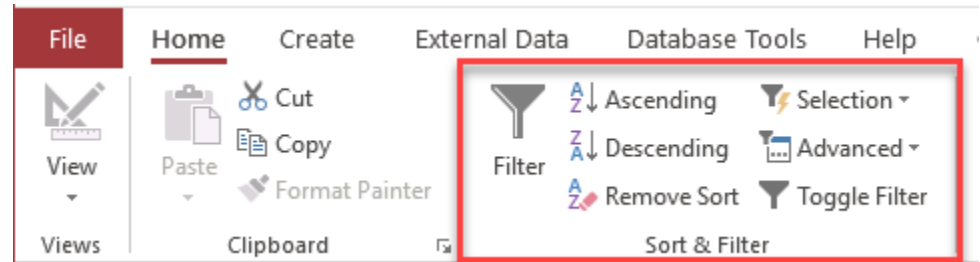 File Home Create External Data Database Tools Help
Cut
Copy
Format Painter
View
Paste
Filter
Ascending
Descending
Remove Sort
Selection
Advanced
Toggle Filter
Views Clipboard Sort & Filter